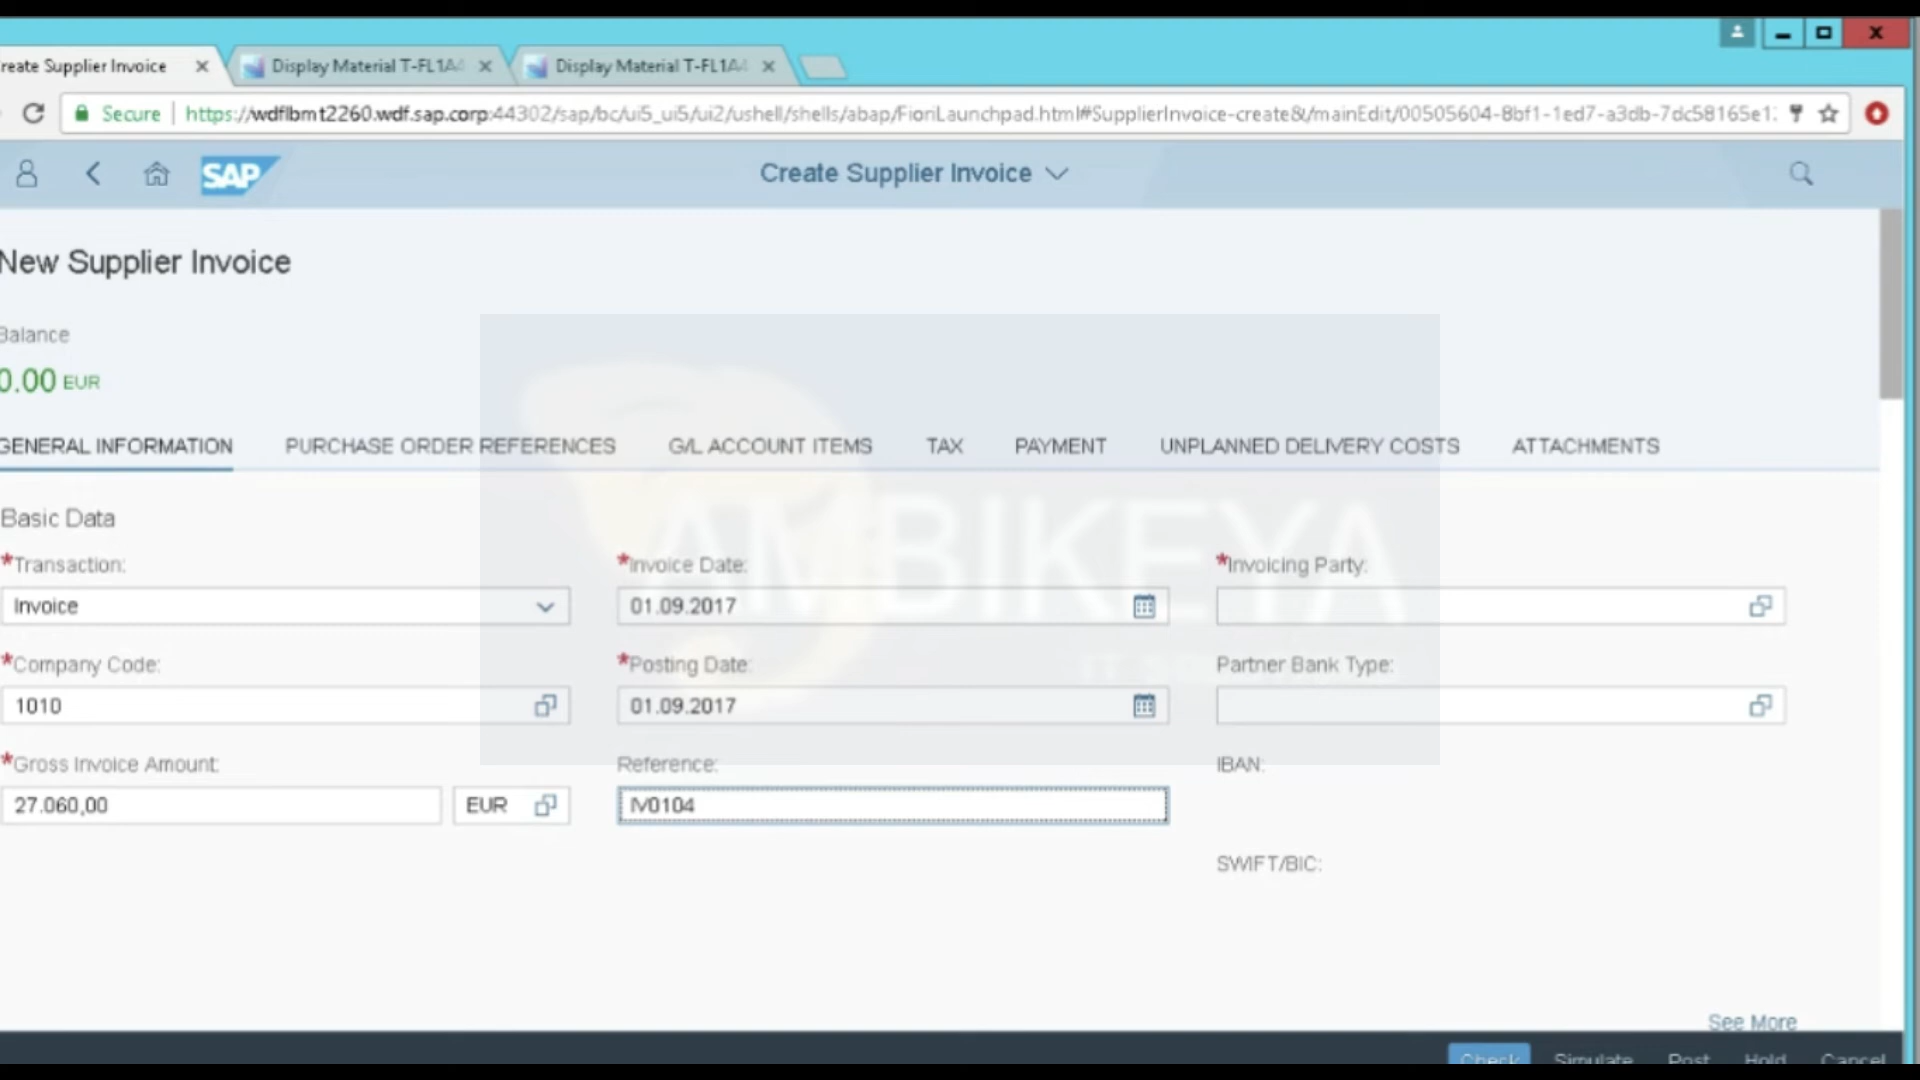 reate Supplier Invoice
Display Material T-FL1A4
Display Material T-FL1A4
Secure https://wdflbmt2260.wdf.sap.corp:44302/sap/bc/ui5_ui5/ui2/ushell/shells/abap/FioriLaunchpad.html#SupplierInvoice-create&/mainEdit/00505604-8bf1-1ed7-a3db-7dc58165e1
SAP
Create Supplier Invoice
New Supplier Invoice
Balance
0.00 EUR
GENERAL INFORMATION PURCHASE ORDER REFERENCES G/L ACCOUNT ITEMS TAX PAYMENT UNPLANNED DELIVERY COSTS ATTACHMENTS
AMBIKEYA
Basic Data
*Transaction: *Invoice Date: *Invoicing Party:
Invoice 01.09.2017
*Company Code: *Posting Date: Partner Bank Type:
1010 01.09.2017
*Gross Invoice Amount: Reference: IBAN:
27.060,00 EUR IV0104
SWIFT/BIC:
See More
Check Simulate Post Hold Cancel